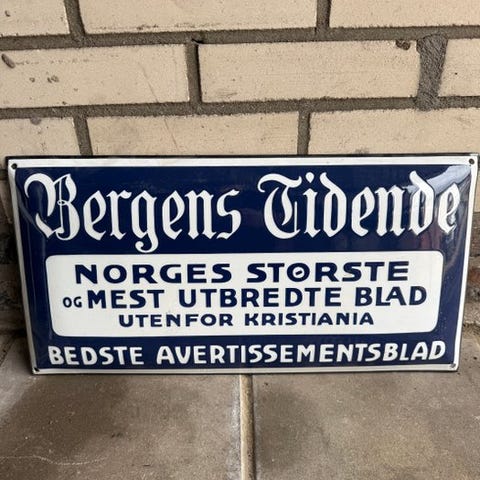 Bergens Tidende
NORGES STØRSTE
OG MEST UTBREDTE BLAD
UTENFOR KRISTIANIA
BEDSTE AVERTISSEMENTSBLAD